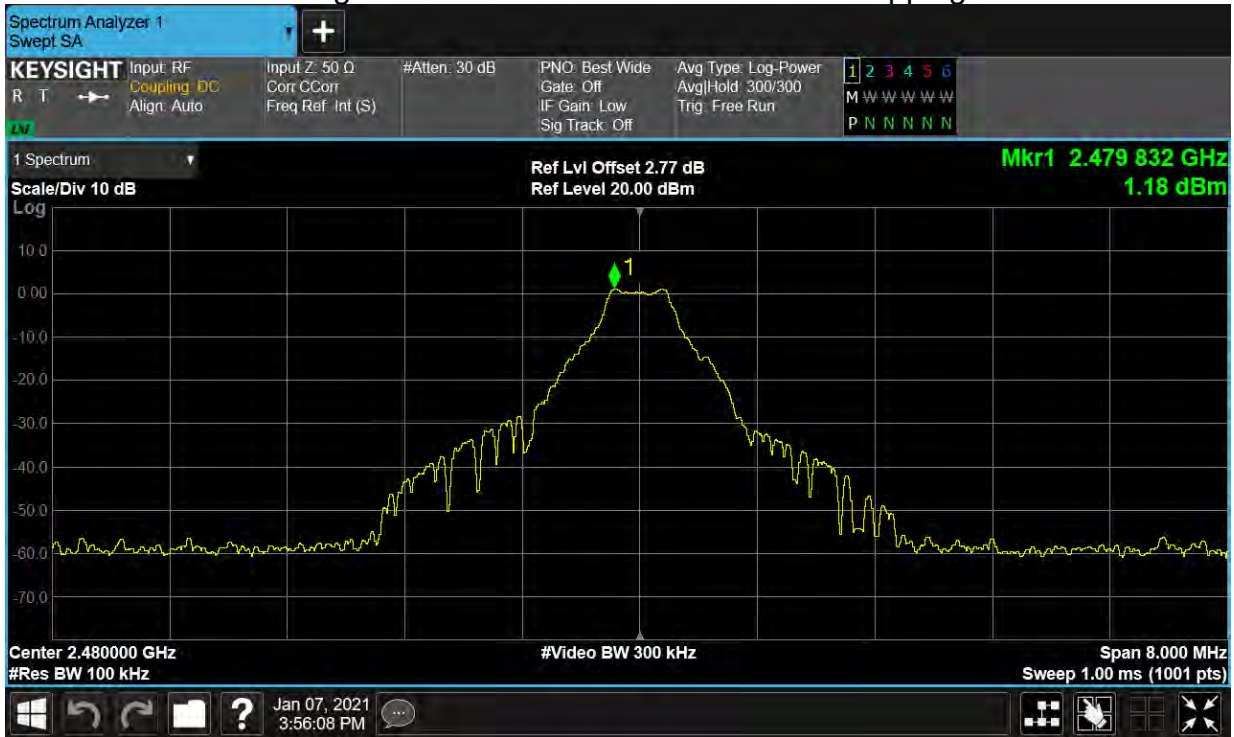 Spectrum Analyzer 1
Swept SA
+
KEYSIGHT Input: RF Input Z: 50 Ω #Atten: 30 dB PNO: Best Wide Avg Type: Log-Power 1 2 3 4 5 6
R T Coupling: DC Corr CCorr Gate: Off Avg|Hold: 300/300 M W W W W W W
Align: Auto Freq Ref: Int (S) IF Gain: Low Trig: Free Run P N N N N N N
Sig Track: Off
1 Spectrum Ref Lvl Offset 2.77 dB Mkr1 2.479 832 GHz
Scale/Div 10 dB Ref Level 20.00 dBm 1.18 dBm
Log
10.0
1
0.00
-10.0
-20.0
-30.0
-40.0
-50.0
-60.0
-70.0
Center 2.480000 GHz #Video BW 300 kHz Span 8.000 MHz
#Res BW 100 kHz Sweep 1.00 ms (1001 pts)
? Jan 07, 2021
3:56:08 PM